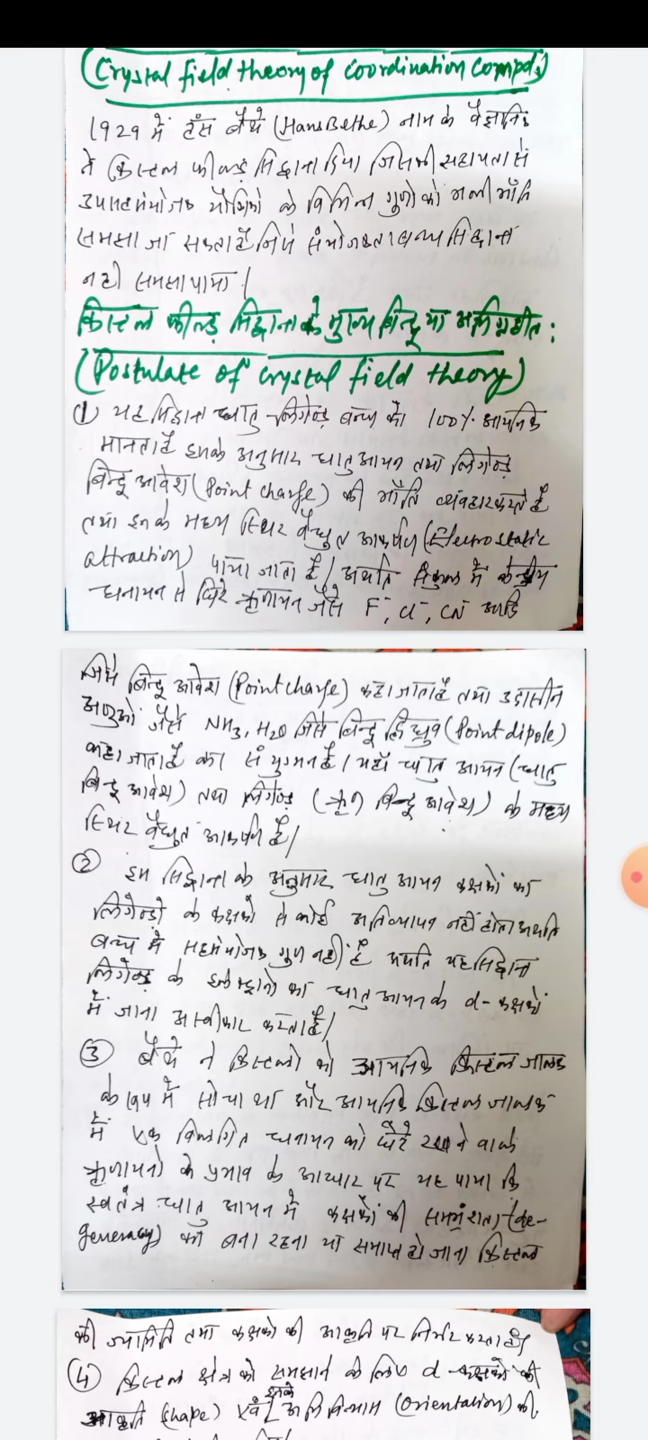 (Crystal field theory of coordination compds)
1929 में हंस बैथे (Hans Bethe) नाम के वैज्ञानिक
ने क्रिस्टल फील्ड सिद्धान्त दिया जिसकी सहायता से
उपसहसंयोजक यौगिकों के विभिन्न गुणों को भली भाँति
समझा जा सकता है जिसे संयोजकता बन्ध सिद्धान्त
नहीं समझा पाया।
क्रिस्टल फील्ड सिद्धान्त के मुख्य बिन्दु या अभिग्रहीत:
(Postulate of crystal field theory)
① यह सिद्धान्त धातु-लिगेन्ड बन्ध को 100% आयनिक
मानता है इसके अनुसार धातु आयन तथा लिगेन्ड
बिन्दु आवेश (Point charge) की भाँति व्यवहार करते हैं
तथा इनके मध्य स्थिर वैद्युत आकर्षण (Electrostatic
attraction) पाया जाता है। अर्थात में केन्द्रीय
धनायन से घिरे ऋणायन जैसे F⁻, Cl⁻, CN⁻ आदि
जिसे बिन्दु आवेश (Point charge) कहा जाता है तथा उदासीन
अणुओं जैसे NH3, H2O जिसे बिन्दु द्विध्रुव (Point dipole)
कहा जाता है का संयुग्मन है। यहाँ धातु आयन (धातु
बिन्दु आवेश) तथा लिगेन्ड (ऋण बिन्दु आवेश) के मध्य
स्थिर वैद्युत आकर्षण है।
② इस सिद्धान्त के अनुसार धातु आयन कक्षकों का
लिगेन्डो के कक्षकों से कोई अतिव्यापन नहीं होता अर्थात
बन्ध में सहसंयोजक गुण नहीं है अर्थात यह सिद्धान्त
लिगेन्ड के इलेक्ट्रानो का धातु आयन के d-कक्षकों
में जाना अस्वीकार करता है।
③ बैथे ने क्रिस्टलो को आयनिक क्रिस्टल जालक
के रूप में सोचा था और आयनिक क्रिस्टल जालक
में एक विलगित धनायन को घेरे रखने वाले
ऋणायनो के प्रभाव के आधार पर यह पाया कि
स्वतंत्र धातु आयन में कक्षकों की समभ्रंशता (de-
generacy) का बना रहना या समाप्त हो जाना क्रिस्टल
की ज्यामिति तथा कक्षकों की आकृति पर निर्भर करता है।
④ क्रिस्टल क्षेत्र को समझाने के लिए d-कक्षकों की
आकृति (shape) एवं इनके अभिविन्यास (Orientation) की